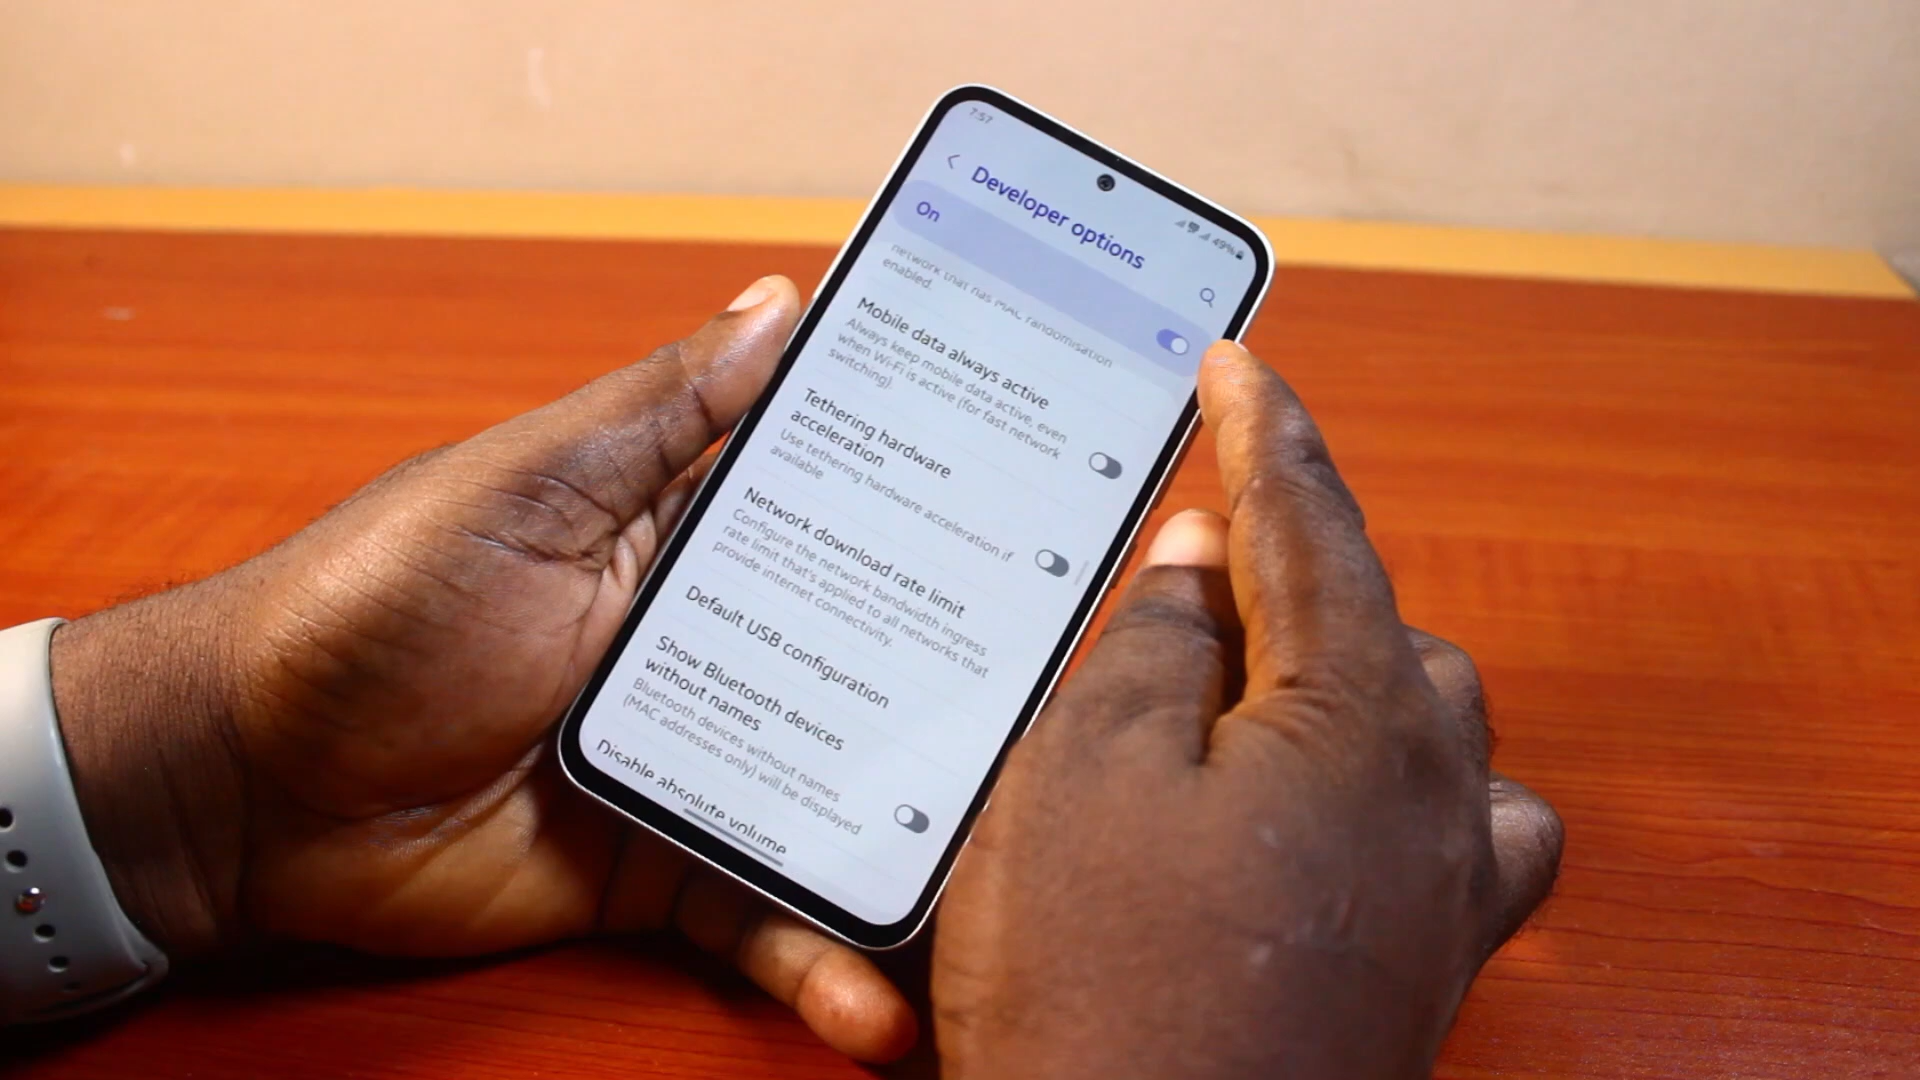 7:57
49%
Developer options
On
network that has MAC randomisation
enabled.
Mobile data always active
Always keep mobile data active, even
when Wi-Fi is active (for fast network
switching).
Tethering hardware
acceleration
Use tethering hardware acceleration if
available
Network download rate limit
Configure the network bandwidth ingress
rate limit that's applied to all networks that
provide internet connectivity.
Default USB configuration
Show Bluetooth devices
without names
Bluetooth devices without names
(MAC addresses only) will be displayed
Disable absolute volume